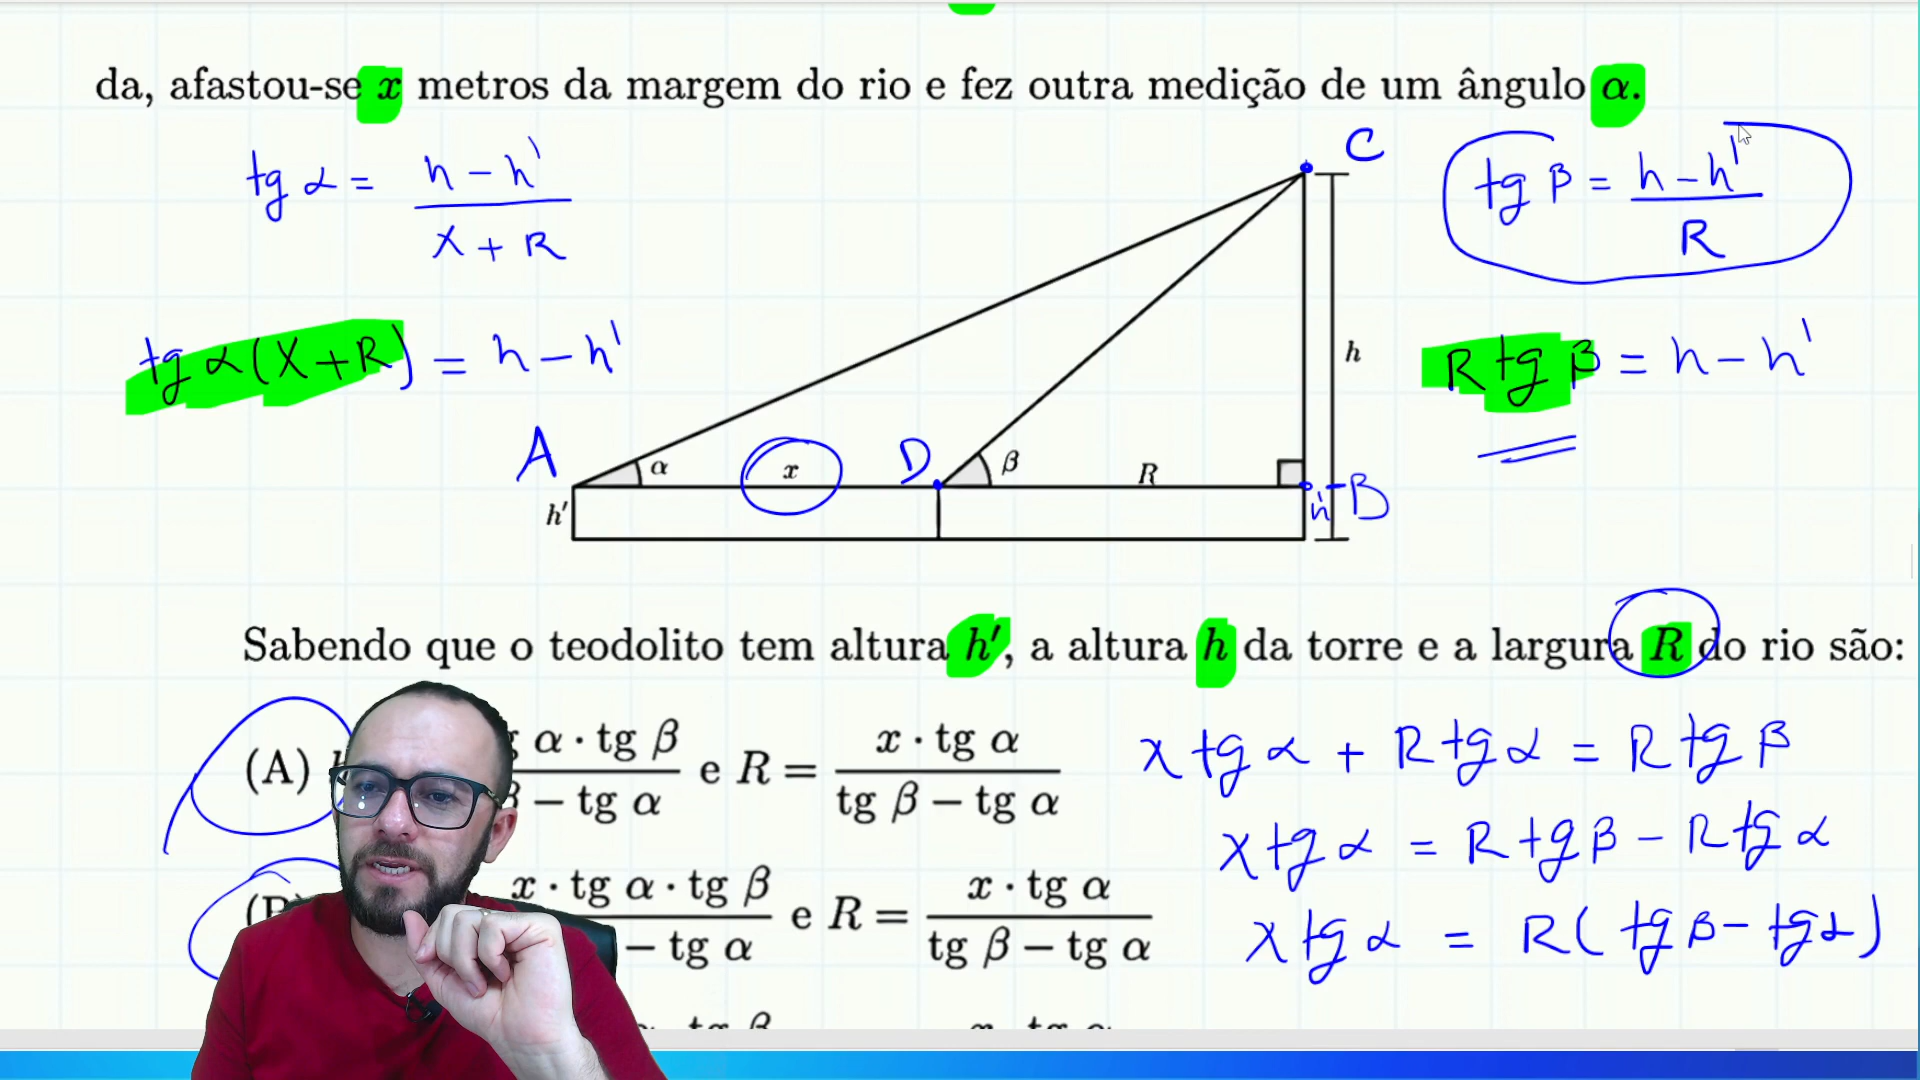 da, afastou-se x metros da margem do rio e fez outra medição de um ângulo α.
tg α = h - h' / x + R
C
tg β = h - h' / R
tg α (x + R) = h - h'
h
R tg β = h - h'
A α x D β R B
h' h'
Sabendo que o teodolito tem altura h', a altura h da torre e a largura R do rio são:
(A) α · tg β / − tg α e R = x · tg α / tg β − tg α
x tg α + R tg α = R tg β
x tg α = R tg β - R tg α
x · tg α · tg β / − tg α e R = x · tg α / tg β − tg α
x tg α = R ( tg β - tg α )